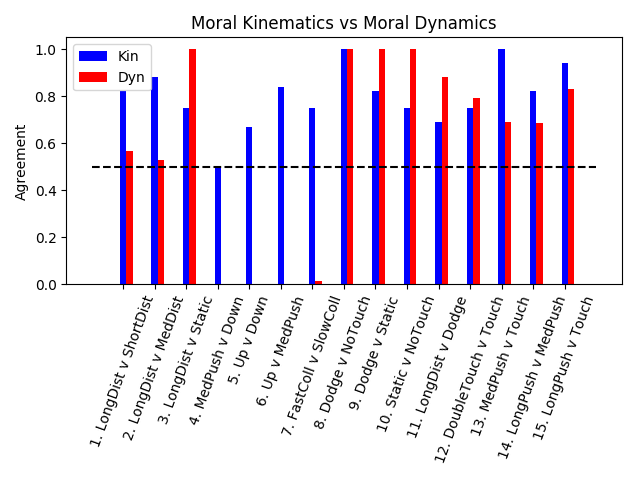 Moral Kinematics vs Moral Dynamics
Kin
Dyn
Agreement
1.0
0.8
0.6
0.4
0.2
0.0
1. LongDist v ShortDist
2. LongDist v MedDist
3. LongDist v Static
4. MedPush v Down
5. Up v Down
6. Up v MedPush
7. FastColl v SlowColl
8. Dodge v NoTouch
9. Dodge v Static
10. Static v NoTouch
11. LongDist v Dodge
12. DoubleTouch v Touch
13. MedPush v Touch
14. LongPush v MedPush
15. LongPush v Touch